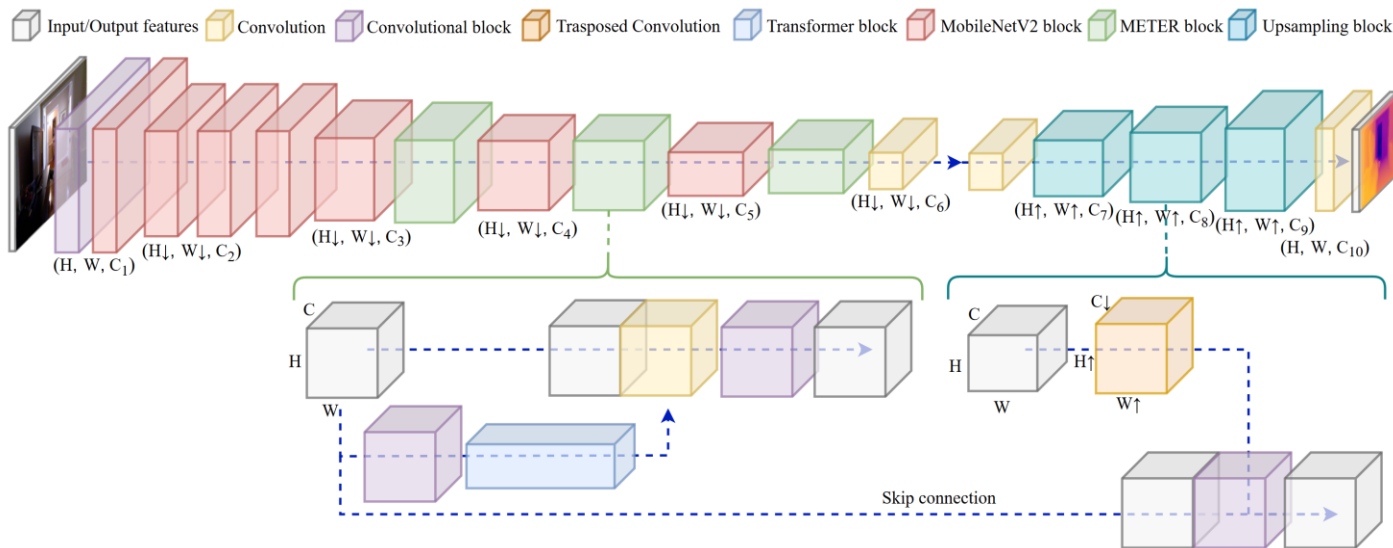 Input/Output features Convolution Convolutional block Trasposed Convolution Transformer block MobileNetV2 block METER block Upsampling block
(H, W, C1)
(H↓, W↓, C2)
(H↓, W↓, C3)
(H↓, W↓, C4)
(H↓, W↓, C5)
(H↓, W↓, C6)
(H↑, W↑, C7)
(H↑, W↑, C8)
(H↑, W↑, C9)
(H, W, C10)
C
H
W
C
H
W
C↓
H↑
W↑
Skip connection